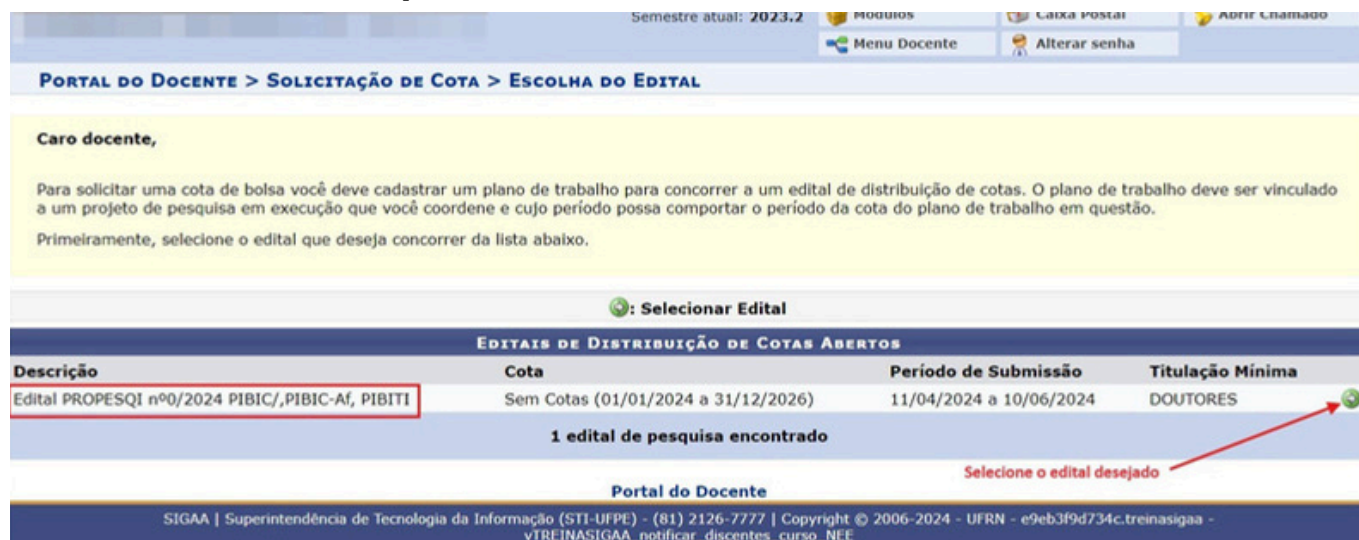 Semestre atual: 2023.2
Módulos
Caixa Postal
Abrir Chamado
Menu Docente
Alterar senha
PORTAL DO DOCENTE > SOLICITAÇÃO DE COTA > ESCOLHA DO EDITAL
Caro docente,
Para solicitar uma cota de bolsa você deve cadastrar um plano de trabalho para concorrer a um edital de distribuição de cotas. O plano de trabalho deve ser vinculado
a um projeto de pesquisa em execução que você coordene e cujo período possa comportar o período da cota do plano de trabalho em questão.
Primeiramente, selecione o edital que deseja concorrer da lista abaixo.
: Selecionar Edital
EDITAIS DE DISTRIBUIÇÃO DE COTAS ABERTOS
Descrição Cota Período de Submissão Titulação Mínima
Edital PROPESQI nº0/2024 PIBIC/,PIBIC-Af, PIBITI Sem Cotas (01/01/2024 a 31/12/2026) 11/04/2024 a 10/06/2024 DOUTORES
1 edital de pesquisa encontrado
Selecione o edital desejado
Portal do Docente
SIGAA | Superintendência de Tecnologia da Informação (STI-UFPE) - (81) 2126-7777 | Copyright © 2006-2024 - UFRN - e9eb3f9d734c.treinasigaa -
vTREINASIGAA_notificar_discentes_curso_NEE